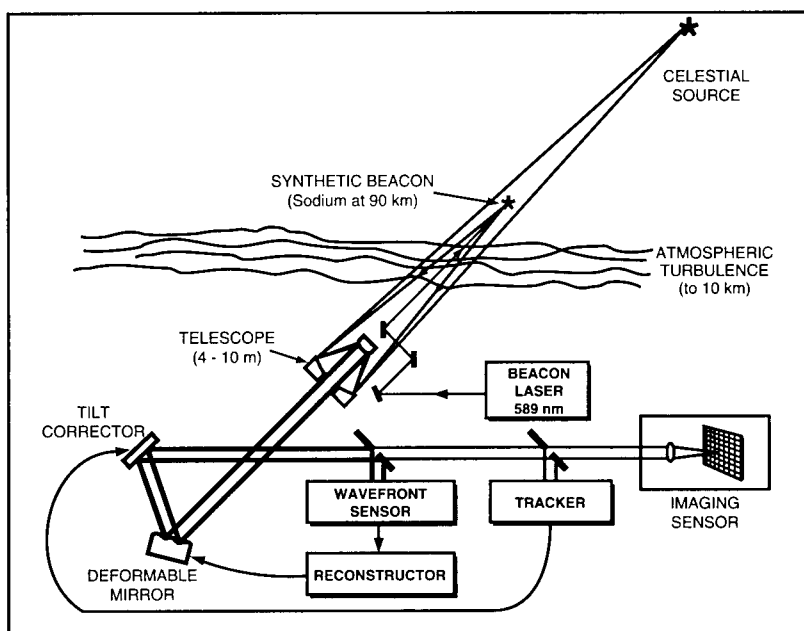 CELESTIAL
SOURCE
SYNTHETIC BEACON
(Sodium at 90 km)
ATMOSPHERIC
TURBULENCE
(to 10 km)
TELESCOPE
(4 - 10 m)
BEACON
LASER
589 nm
TILT
CORRECTOR
WAVEFRONT
SENSOR
TRACKER
IMAGING
SENSOR
DEFORMABLE
MIRROR
RECONSTRUCTOR